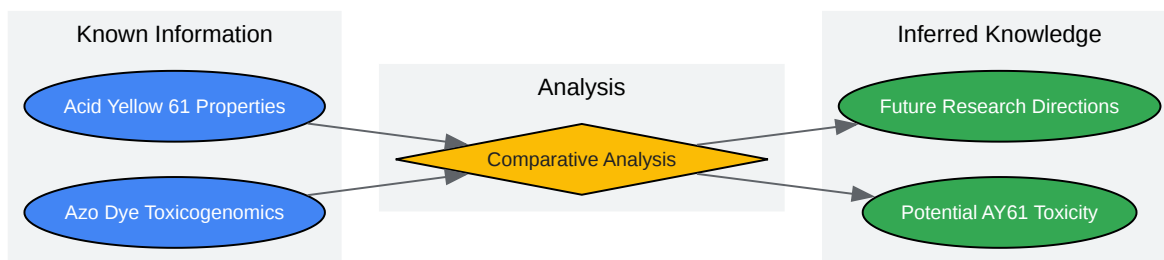 Known Information
Acid Yellow 61 Properties
Azo Dye Toxicogenomics
Analysis
Comparative Analysis
Inferred Knowledge
Future Research Directions
Potential AY61 Toxicity